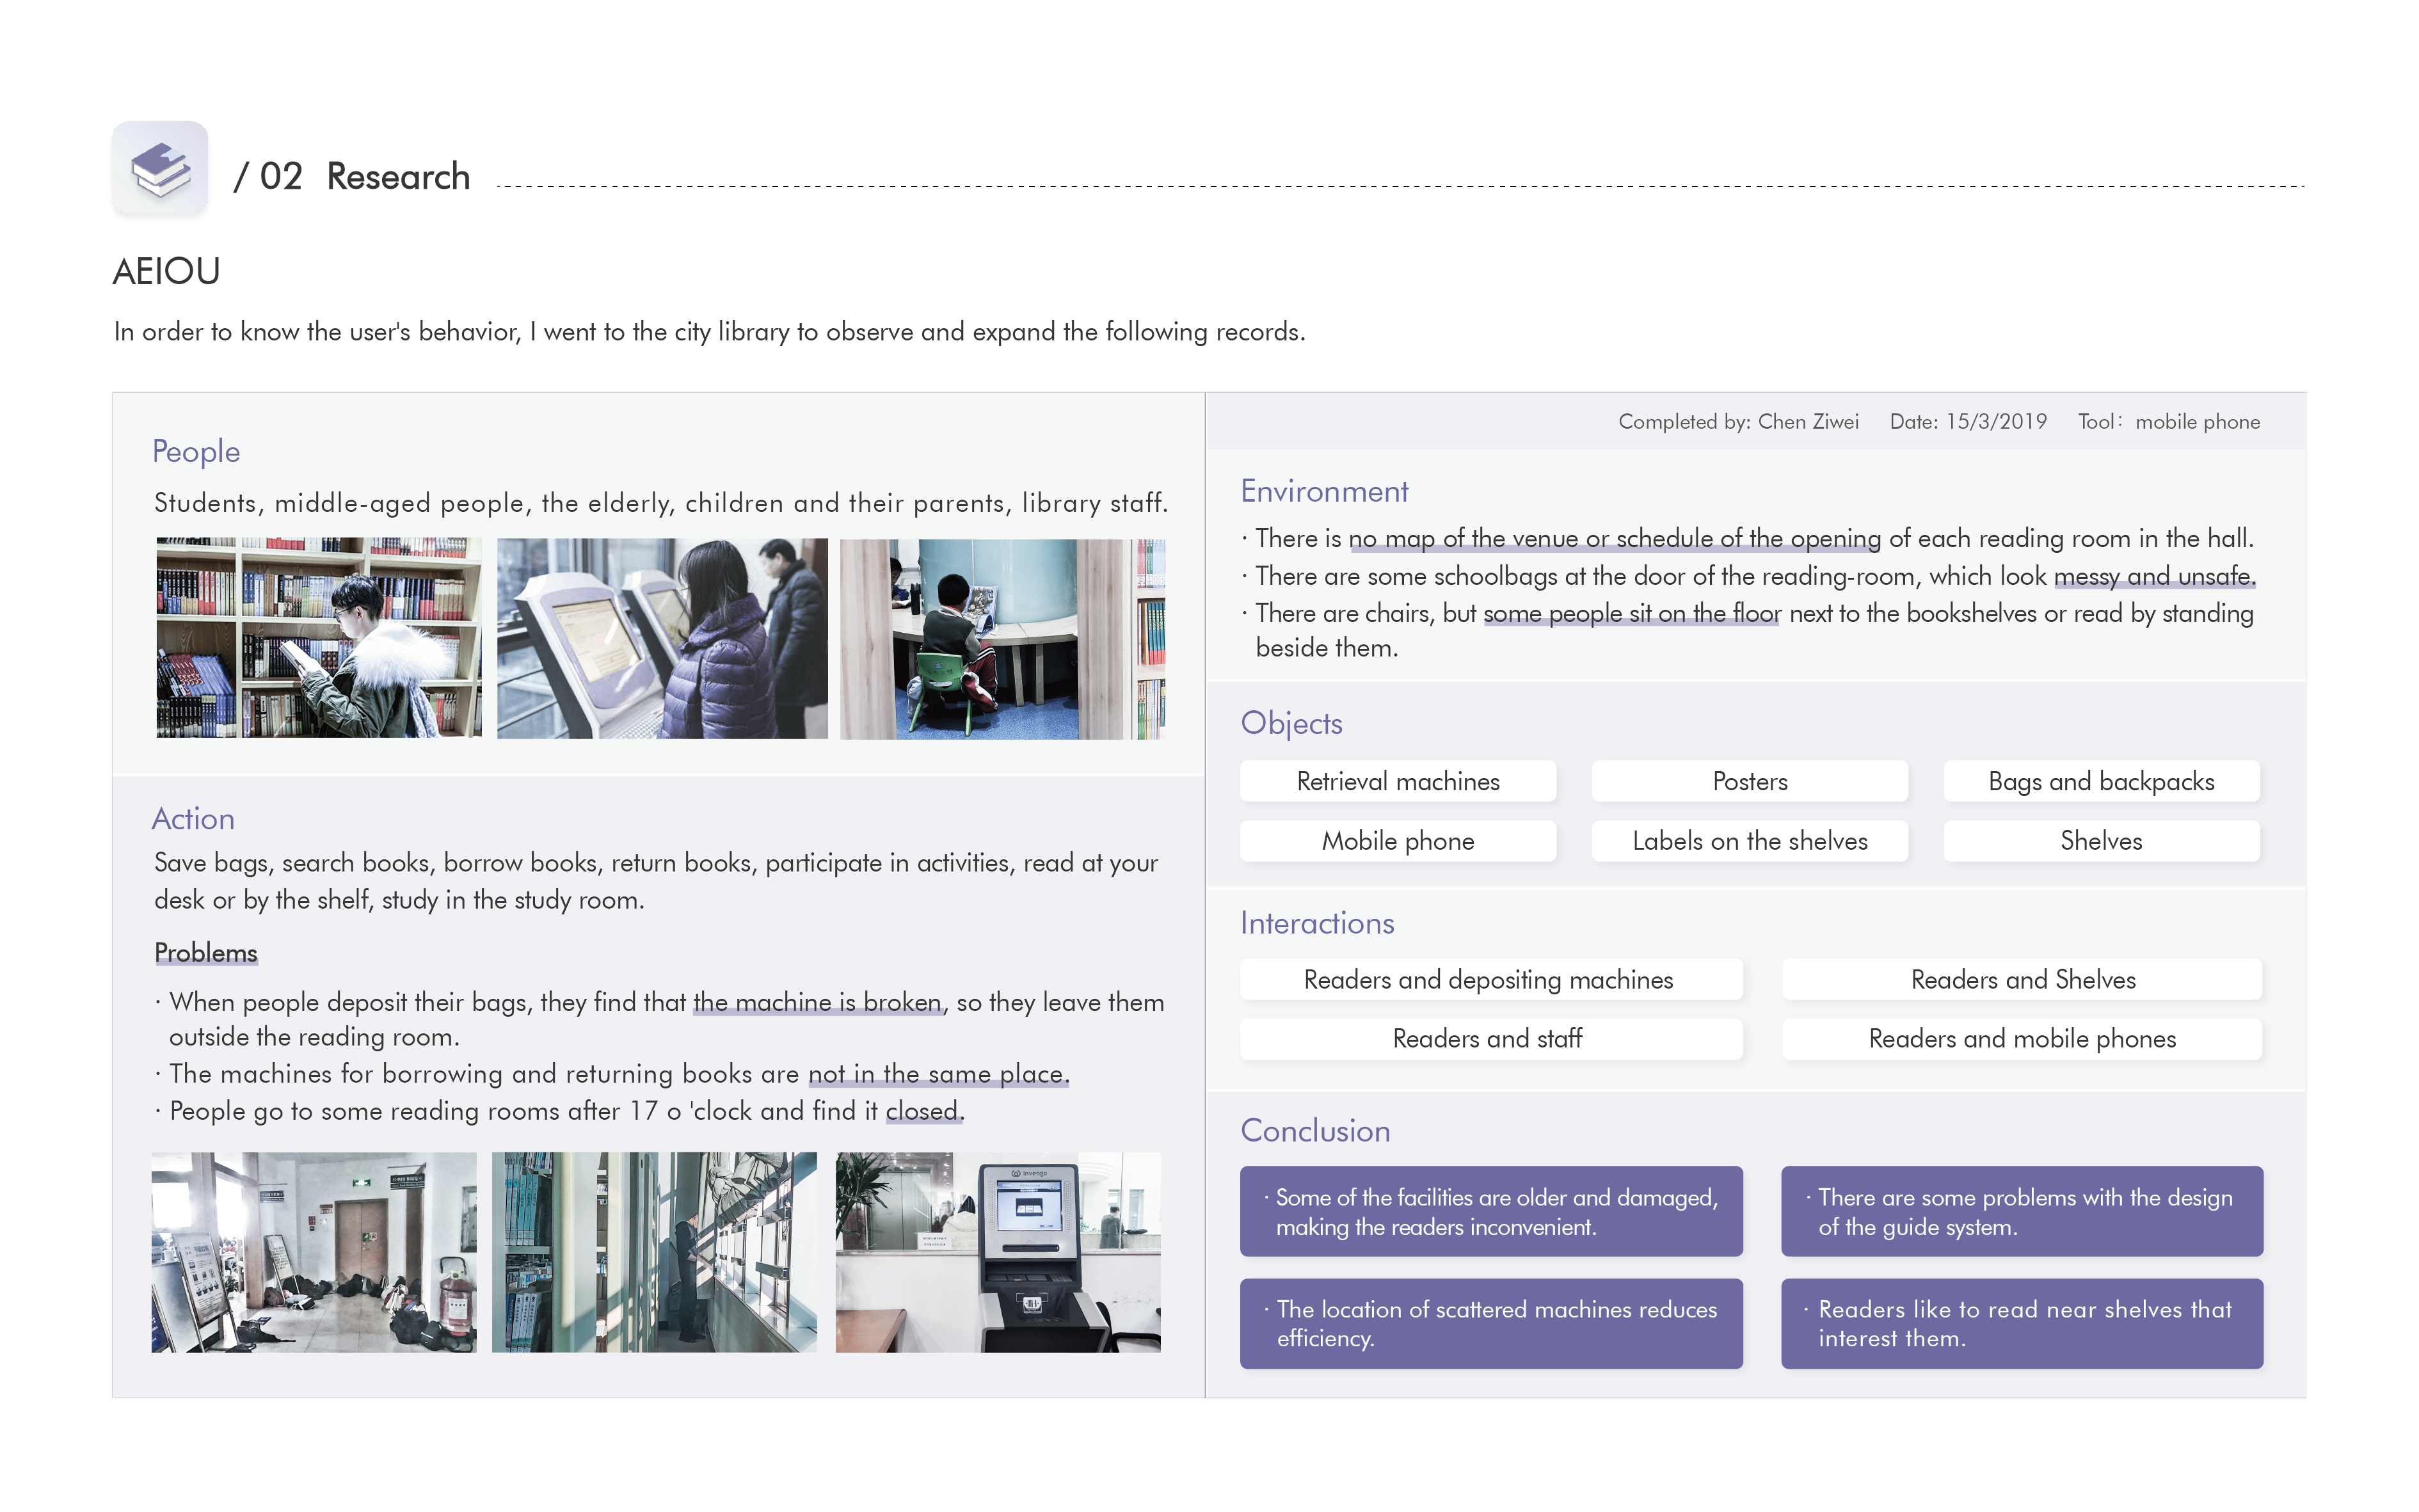 / 02 Research
AEIOU
In order to know the user's behavior, I went to the city library to observe and expand the following records.
People
Students, middle-aged people, the elderly, children and their parents, library staff.
Action
Save bags, search books, borrow books, return books, participate in activities, read at your
desk or by the shelf, study in the study room.
Problems
· When people deposit their bags, they find that the machine is broken, so they leave them
outside the reading room.
· The machines for borrowing and returning books are not in the same place.
· People go to some reading rooms after 17 o 'clock and find it closed.
Invengo
Completed by: Chen Ziwei Date: 15/3/2019 Tool: mobile phone
Environment
· There is no map of the venue or schedule of the opening of each reading room in the hall.
· There are some schoolbags at the door of the reading-room, which look messy and unsafe.
· There are chairs, but some people sit on the floor next to the bookshelves or read by standing
beside them.
Objects
Retrieval machines Posters Bags and backpacks
Mobile phone Labels on the shelves Shelves
Interactions
Readers and depositing machines Readers and Shelves
Readers and staff Readers and mobile phones
Conclusion
· Some of the facilities are older and damaged,
making the readers inconvenient.
· There are some problems with the design
of the guide system.
· The location of scattered machines reduces
efficiency.
· Readers like to read near shelves that
interest them.